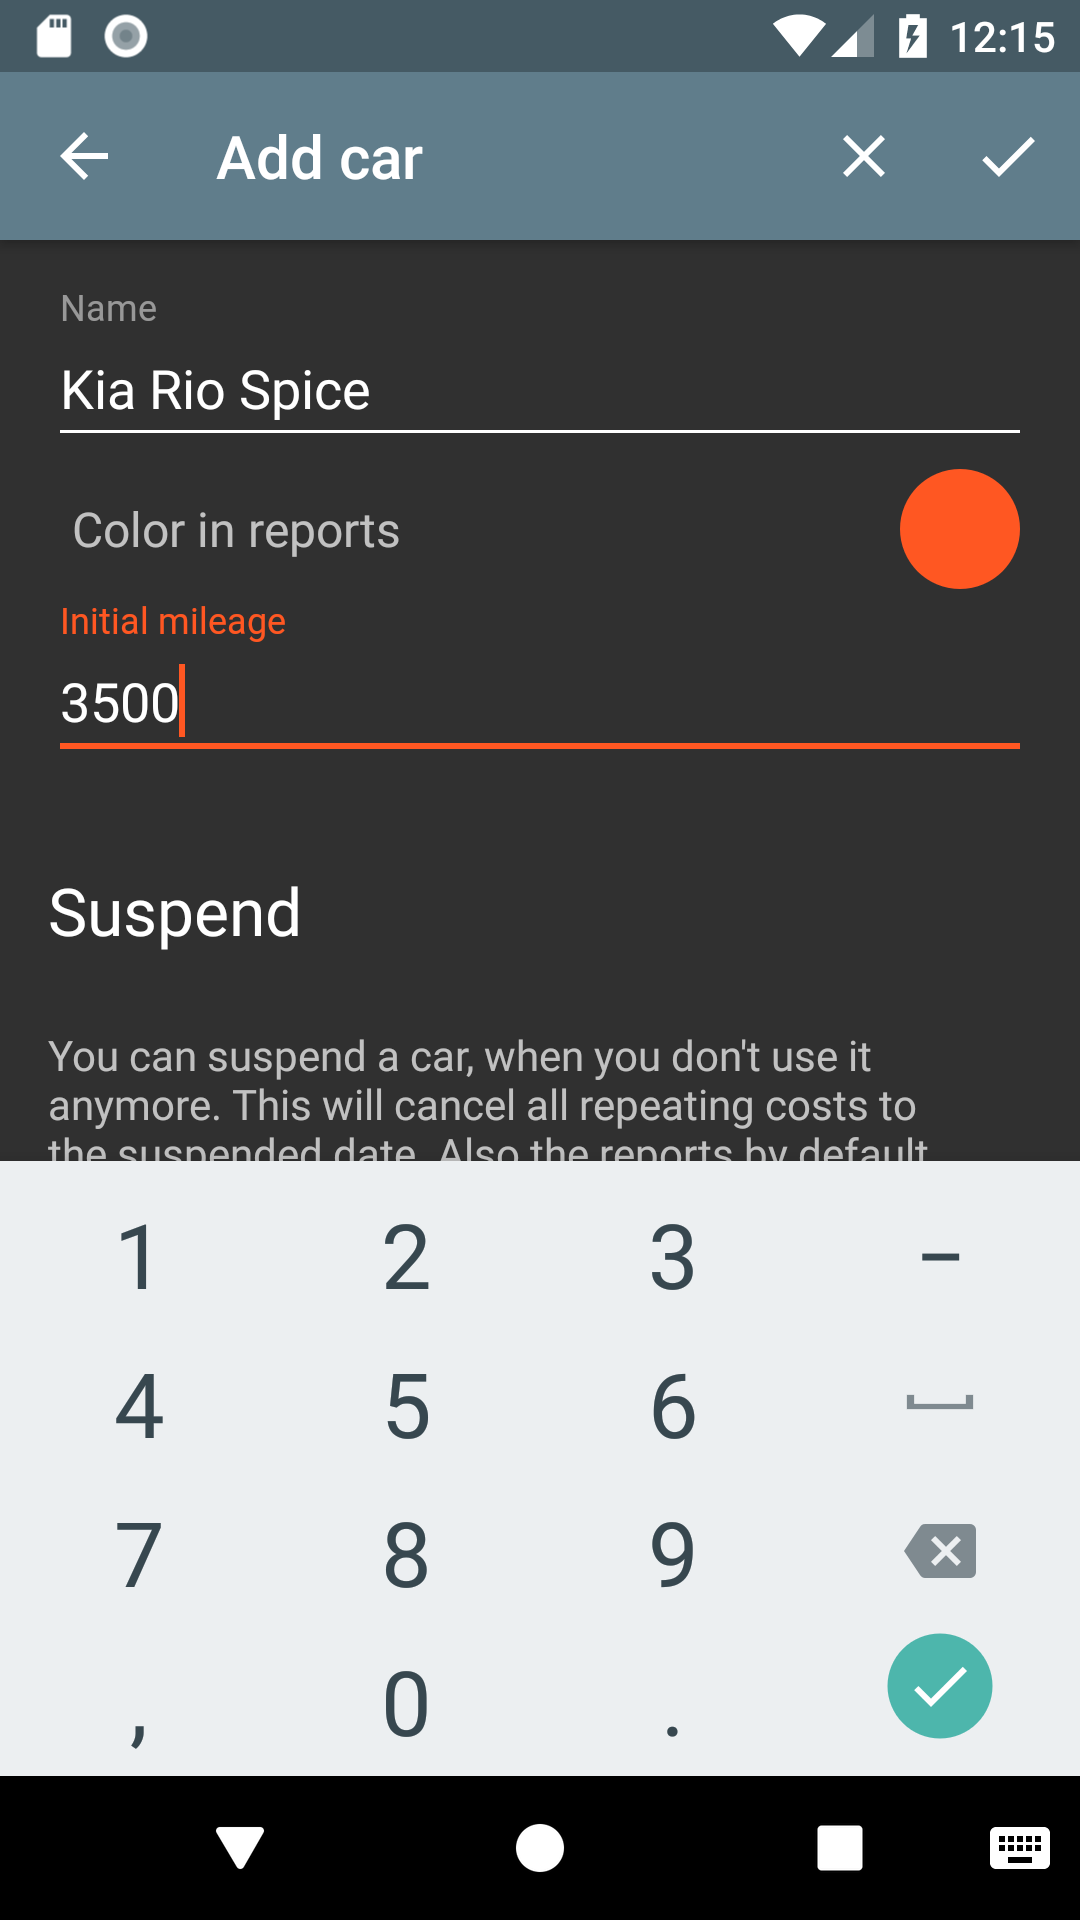 12:15
Add car
Name
Kia Rio Spice
Color in reports
Initial mileage
3500
Suspend
You can suspend a car, when you don't use it
anymore. This will cancel all repeating costs to
the suspended date. Also the reports by default
1 2 3 –
4 5 6
7 8 9
, 0 .